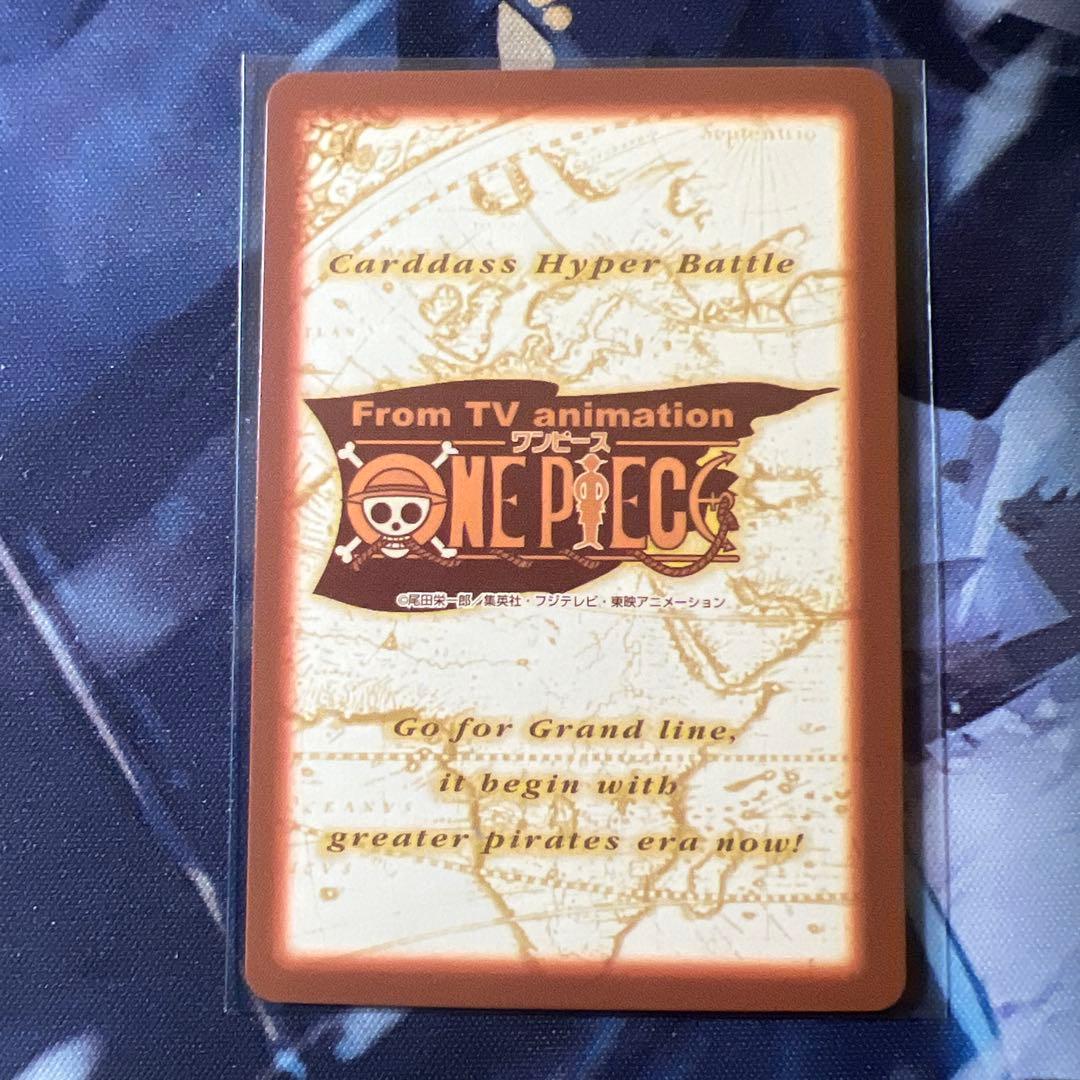 Septentrio
Carddass Hyper Battle
From TV animation
ワンピース
ONE PIECE
©尾田栄一郎／集英社・フジテレビ・東映アニメーション
Go for Grand line,
it begin with
greater pirates era now!